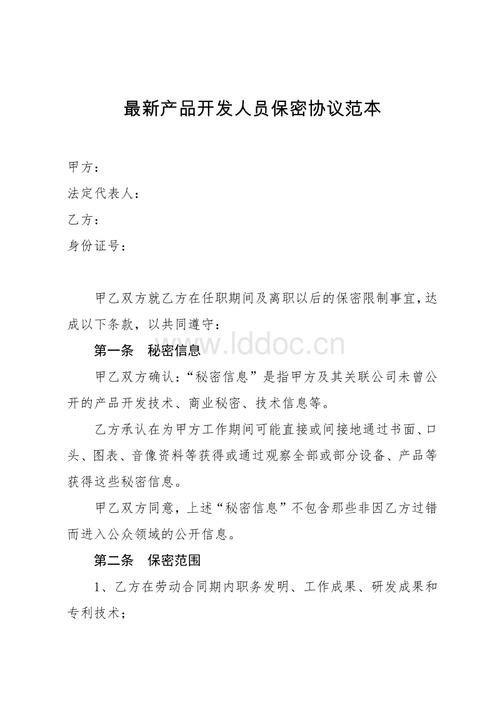 最新产品开发人员保密协议范本
甲方：
法定代表人：
乙方：
身份证号：
甲乙双方就乙方在任职期间及离职以后的保密限制事宜，达
成以下条款，以共同遵守：
www.lddoc.cn
第一条 秘密信息
甲乙双方确认：“秘密信息”是指甲方及其关联公司未曾公
开的产品开发技术、商业秘密、技术信息等。
乙方承认在为甲方工作期间可能直接或间接地通过书面、口
头、图表、音像资料等获得或通过观察全部或部分设备、产品等
获得这些秘密信息。
甲乙双方同意，上述“秘密信息”不包含那些非因乙方过错
而进入公众领域的公开信息。
第二条 保密范围
1、乙方在劳动合同期内职务发明、工作成果、研发成果和
专利技术；